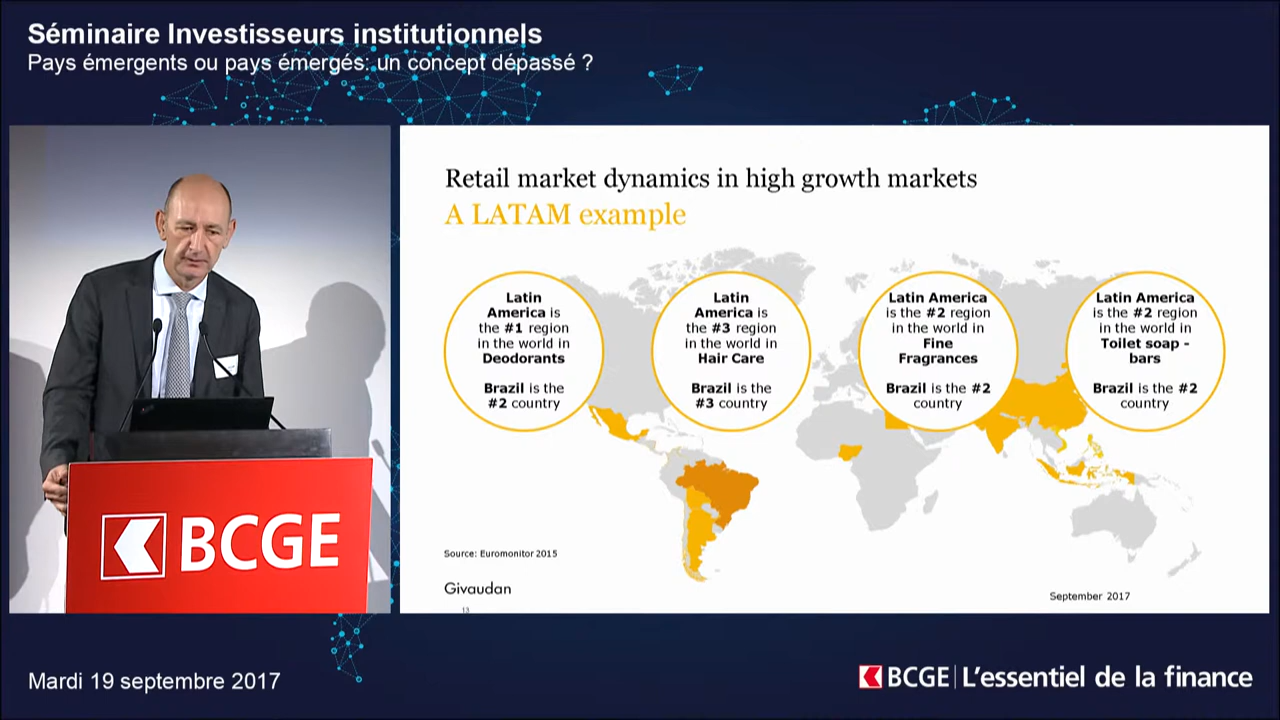 Séminaire Investisseurs institutionnels
Pays émergents ou pays émergés: un concept dépassé ?
Retail market dynamics in high growth markets
A LATAM example
Latin
America is
the #1 region
in the world in
Deodorants
Brazil is the
#2 country
Latin
America is
the #3 region
in the world in
Hair Care
Brazil is the
#3 country
Latin America
is the #2 region
in the world in
Fine
Fragrances
Brazil is the #2
country
Latin America
is the #2 region
in the world in
Toilet soap -
bars
Brazil is the #2
country
Source: Euromonitor 2015
Givaudan
13
September 2017
BCGE
Mardi 19 septembre 2017
BCGE L'essentiel de la finance